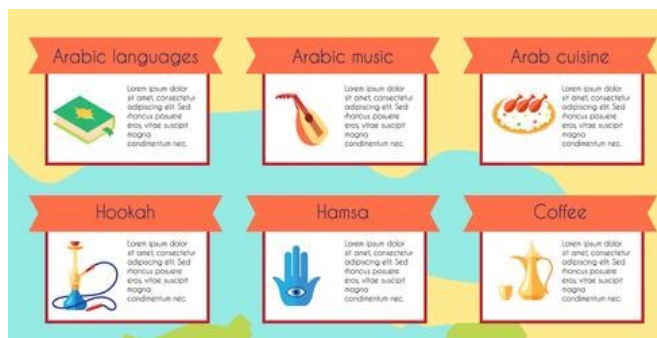 Arabic languages
Lorem ipsum dolor
sit amet, consectetur
adipiscing elit. Sed
rhoncus posuere
eros, vitae suscipit
magna
condimentum nec.
Arabic music
Lorem ipsum dolor
sit amet, consectetur
adipiscing elit. Sed
rhoncus posuere
eros, vitae suscipit
magna
condimentum nec.
Arab cuisine
Lorem ipsum dolor
sit amet, consectetur
adipiscing elit. Sed
rhoncus posuere
eros, vitae suscipit
magna
condimentum nec.
Hookah
Lorem ipsum dolor
sit amet, consectetur
adipiscing elit. Sed
rhoncus posuere
eros, vitae suscipit
magna
condimentum nec.
Hamsa
Lorem ipsum dolor
sit amet, consectetur
adipiscing elit. Sed
rhoncus posuere
eros, vitae suscipit
magna
condimentum nec.
Coffee
Lorem ipsum dolor
sit amet, consectetur
adipiscing elit. Sed
rhoncus posuere
eros, vitae suscipit
magna
condimentum nec.